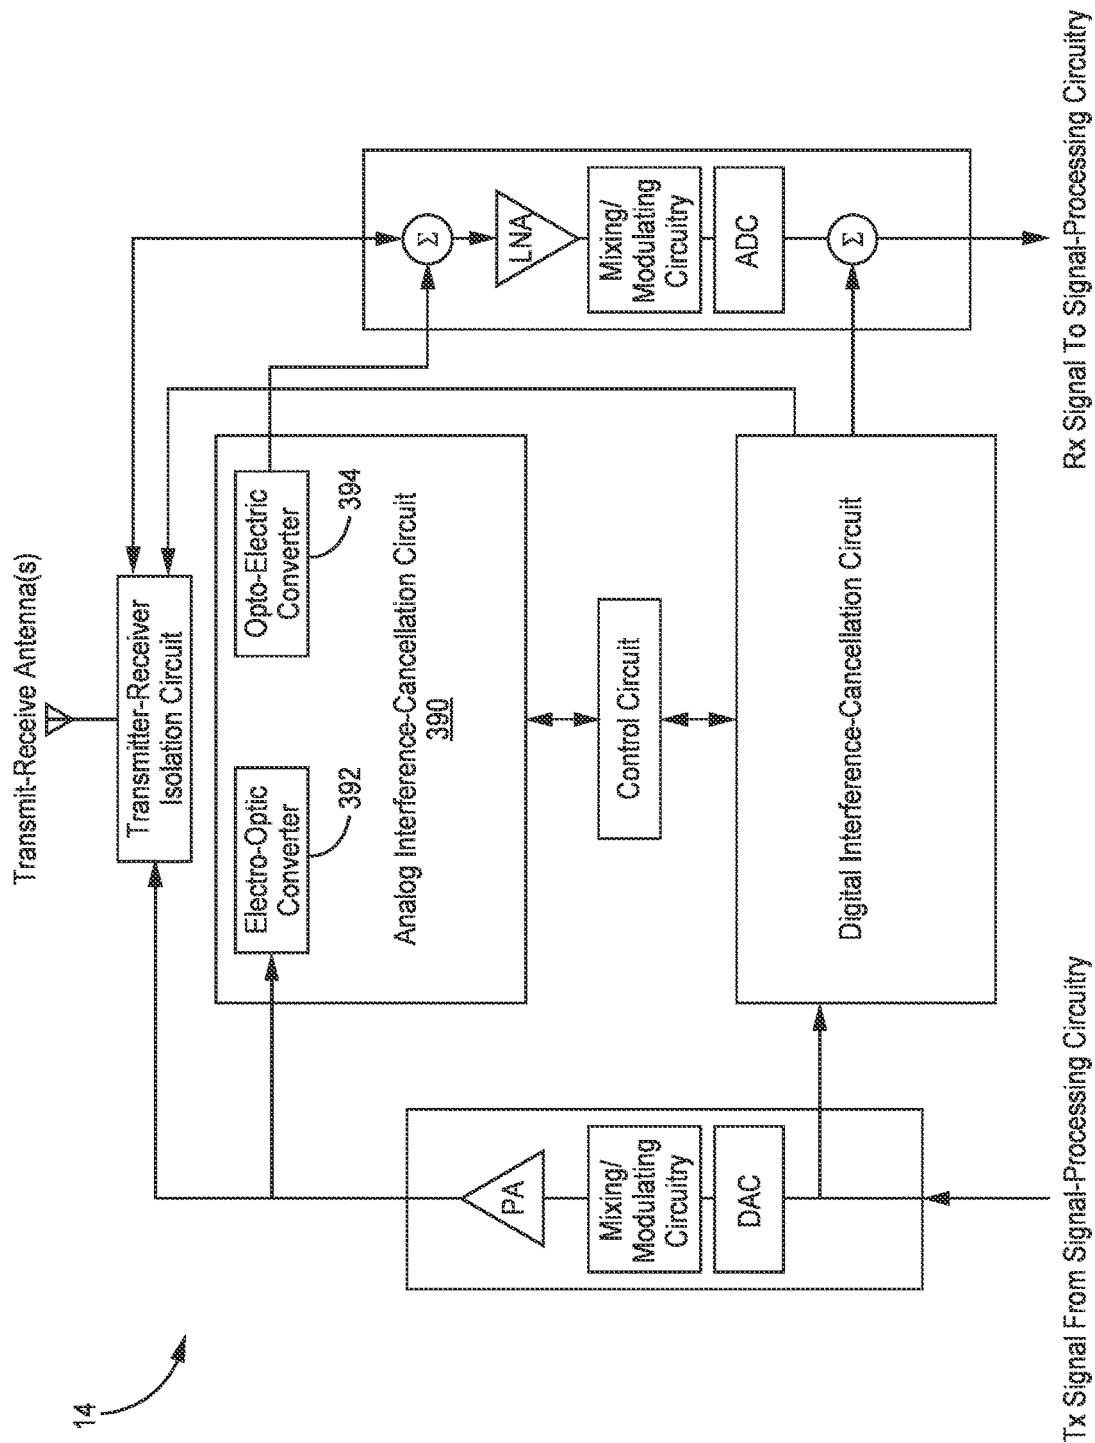 14
Transmit-Receive Antenna(s)
Transmitter-Receiver
Isolation Circuit
Electro-Optic
Converter
392
Opto-Electric
Converter
394
Analog Interference-Cancellation Circuit
390
Control Circuit
Digital Interference-Cancellation Circuit
PA
Mixing/
Modulating
Circuitry
DAC
Σ
LNA
Mixing/
Modulating
Circuitry
ADC
Σ
Tx Signal From Signal-Processing Circuitry
Rx Signal To Signal-Processing Circuitry